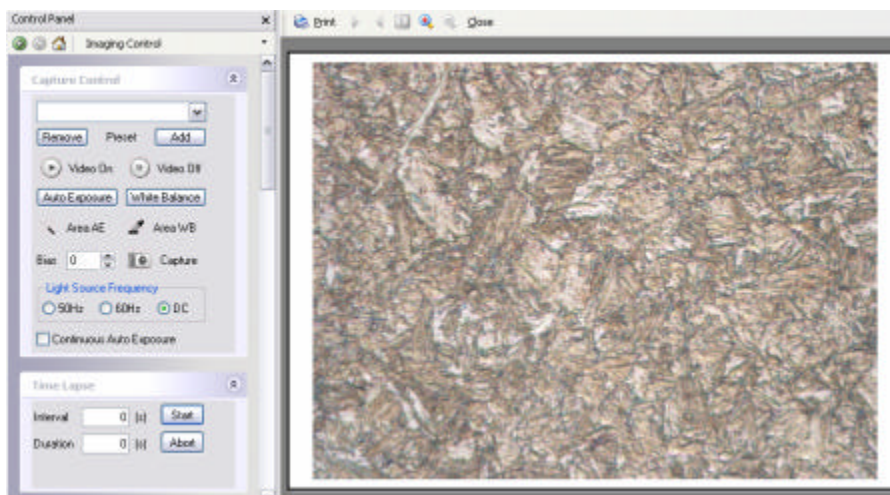 Control Panel
Print
Close
Imaging Control
Capture Control
Remove Preset Add
Video On Video Off
Auto Exposure White Balance
Area AE Area WB
Bias 0 Capture
Light Source Frequency
50Hz 60Hz DC
Continuous Auto Exposure
Time Lapse
Interval 0 Start
Duration 0 Abort